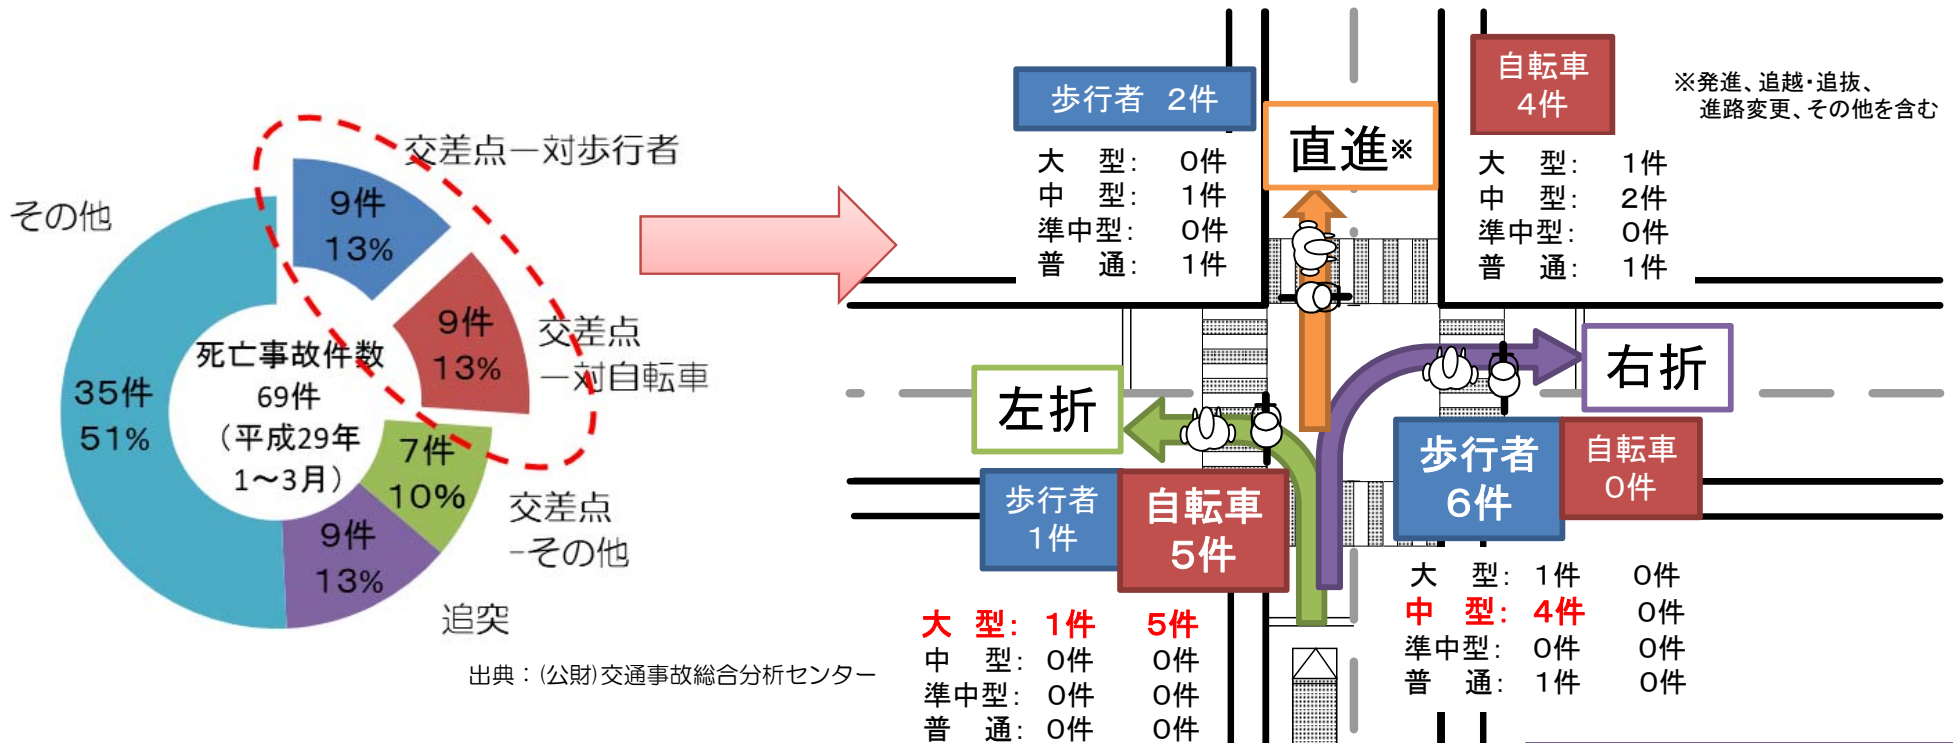 交差点－対歩行者
9件
13%
その他
9件
13%
交差点
－対自転車
死亡事故件数
69件
（平成29年
1～3月）
35件
51%
7件
10%
交差点
-その他
9件
13%
追突
出典：(公財)交通事故総合分析センター
歩行者 2件
大 型： 0件
中 型： 1件
準中型： 0件
普 通： 1件
直進※
自転車
4件
大 型： 1件
中 型： 2件
準中型： 0件
普 通： 1件
※発進、追越・追抜、
進路変更、その他を含む
左折
歩行者
1件
自転車
5件
大 型： 1件 5件
中 型： 0件 0件
準中型： 0件 0件
普 通： 0件 0件
右折
歩行者
6件
自転車
0件
大 型： 1件 0件
中 型： 4件 0件
準中型： 0件 0件
普 通： 1件 0件